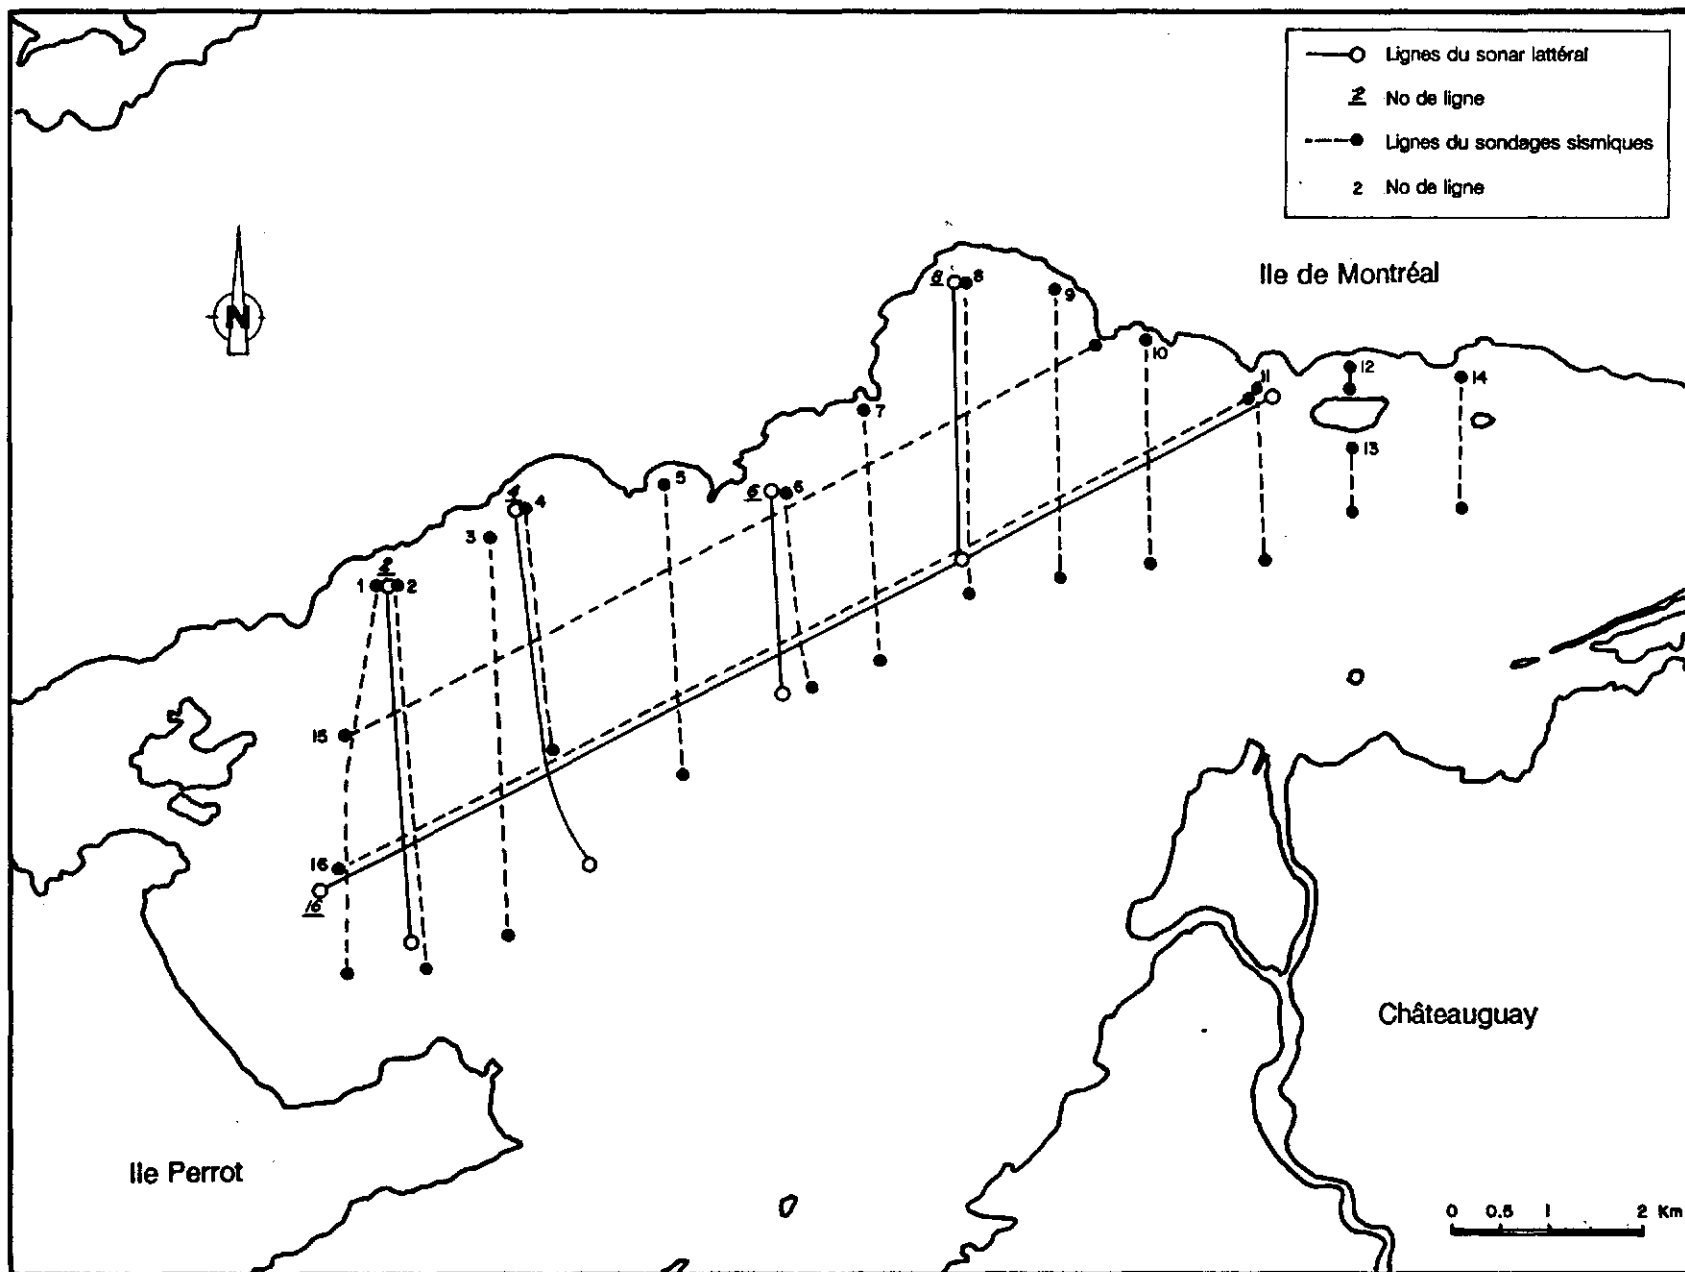 Lignes du sonar lattéral
2 No de ligne
Lignes du sondages sismiques
2 No de ligne
N
Ile de Montréal
8 8
9
10
11
12
14
13
7
6 6
5
4 4
3
1 2 2
15
16
16
Châteauguay
Ile Perrot
0 0.5 1 2 Km